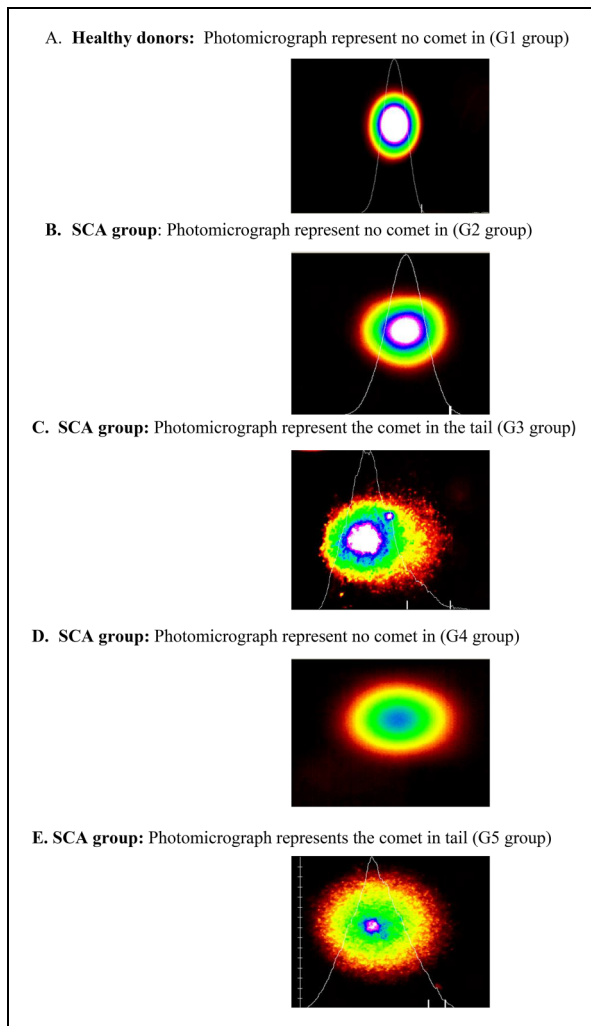 A. Healthy donors: Photomicrograph represent no comet in (G1 group)
B. SCA group: Photomicrograph represent no comet in (G2 group)
C. SCA group: Photomicrograph represent the comet in the tail (G3 group)
D. SCA group: Photomicrograph represent no comet in (G4 group)
E. SCA group: Photomicrograph represents the comet in tail (G5 group)